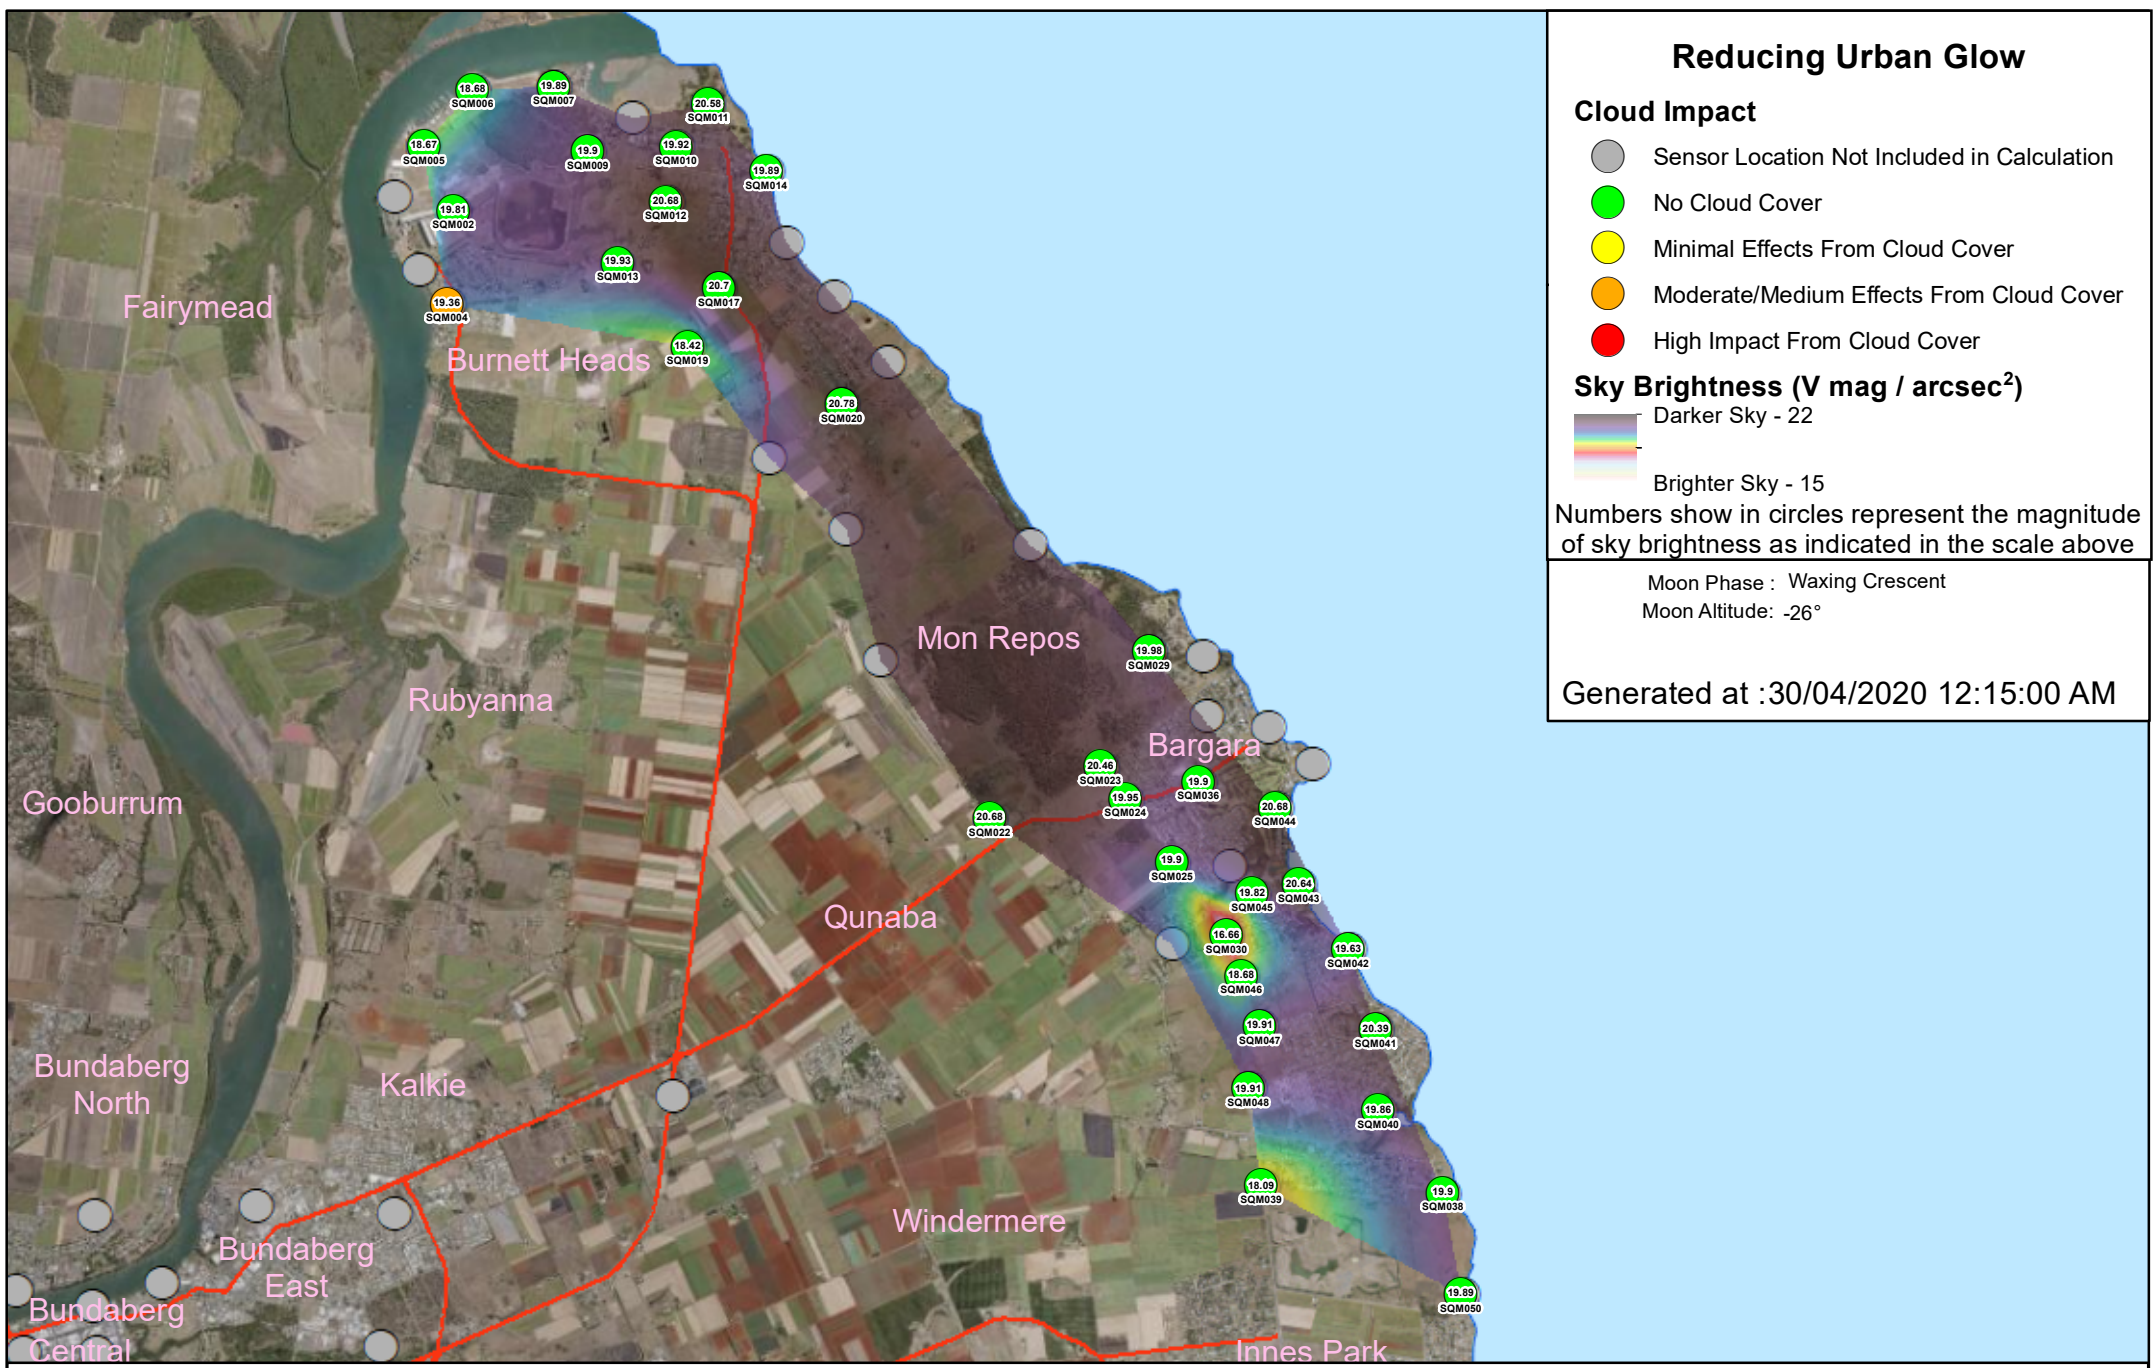 Reducing Urban Glow
Cloud Impact
Sensor Location Not Included in Calculation
No Cloud Cover
Minimal Effects From Cloud Cover
Moderate/Medium Effects From Cloud Cover
High Impact From Cloud Cover
Sky Brightness (V mag / arcsec²)
Darker Sky - 22
Brighter Sky - 15
Numbers show in circles represent the magnitude
of sky brightness as indicated in the scale above
Moon Phase : Waxing Crescent
Moon Altitude: -26°
Generated at :30/04/2020 12:15:00 AM
18.68
SQM006
19.89
SQM007
20.58
SQM011
18.67
SQM005
19.9
SQM009
19.92
SQM010
19.89
SQM014
19.81
SQM002
20.68
SQM012
19.93
SQM013
20.7
SQM017
19.36
SQM004
Fairymead
Burnett Heads
18.42
SQM019
20.78
SQM020
Mon Repos
19.98
SQM029
Rubyanna
Bargara
20.46
SQM023
19.9
SQM036
19.95
SQM024
20.68
SQM044
20.68
SQM022
Gooburrum
19.9
SQM025
19.82
SQM045
20.64
SQM043
Qunaba
16.66
SQM030
19.63
SQM042
18.68
SQM046
19.91
SQM047
20.39
SQM041
Bundaberg
North
Kalkie
19.91
SQM048
19.86
SQM040
18.09
SQM039
19.9
SQM038
Windermere
Bundaberg
East
19.89
SQM050
Bundaberg
Central
Innes Park